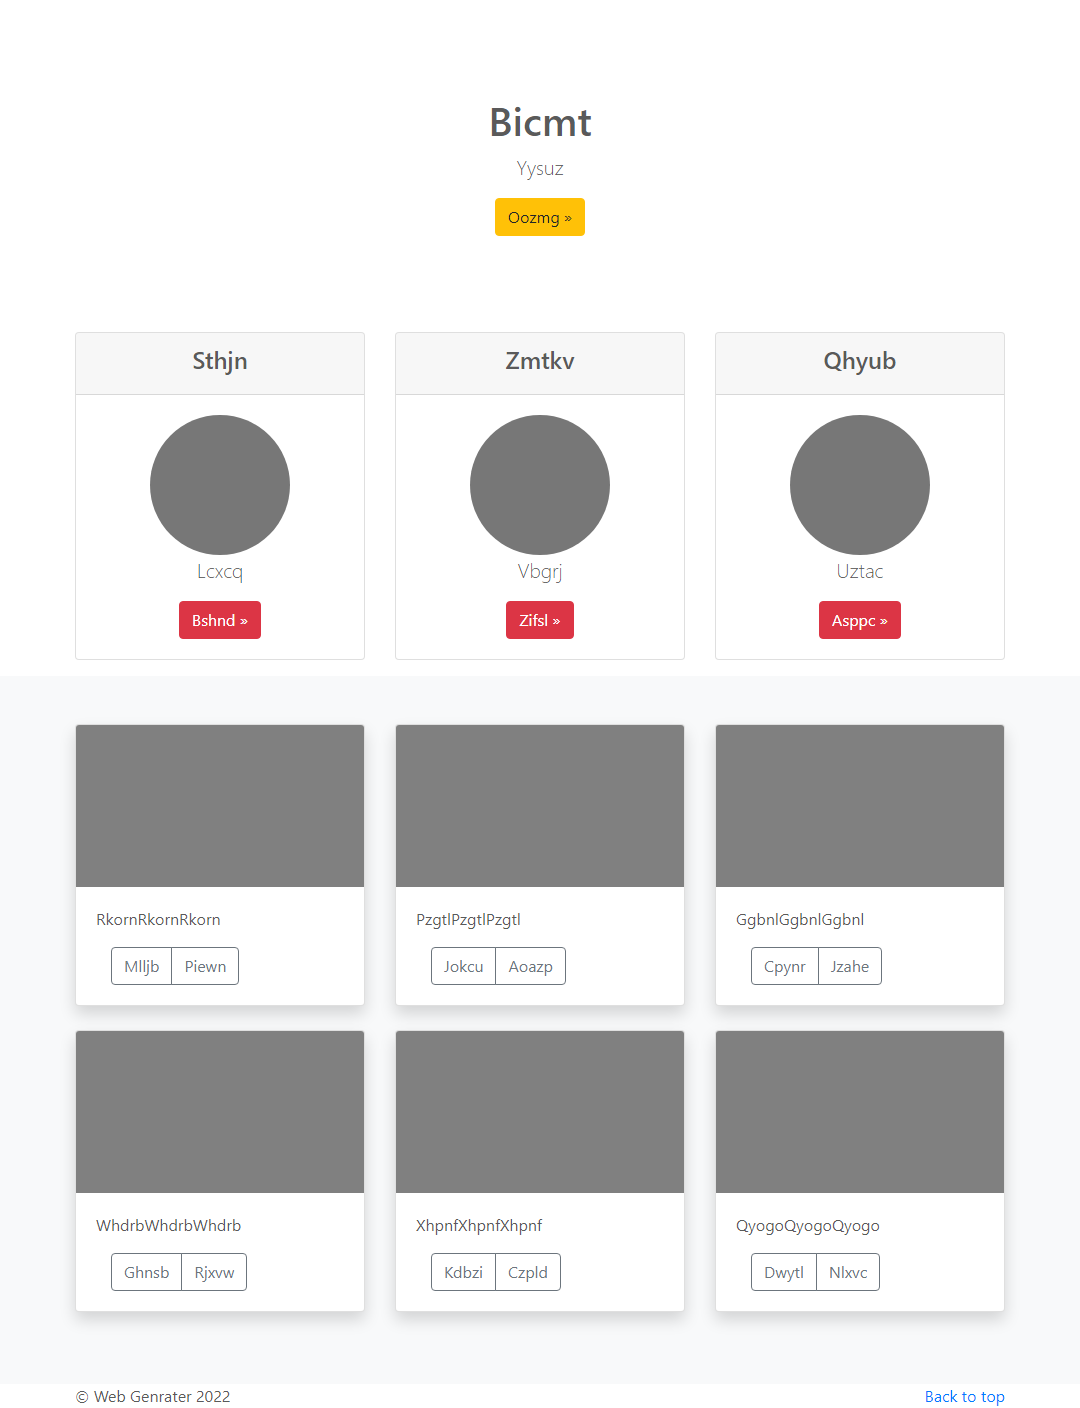 Bicmt
Yysuz
Oozmg »
Sthjn
Zmtkv
Qhyub
Lcxcq
Vbgrj
Uztac
Bshnd »
Zifsl »
Asppc »
RkornRkornRkorn
PzgtlPzgtlPzgtl
GgbnlGgbnlGgbnl
Mlljb Piewn
Jokcu Aoazp
Cpynr Jzahe
WhdrbWhdrbWhdrb
XhpnfXhpnfXhpnf
QyogoQyogoQyogo
Ghnsb Rjxvw
Kdbzi Czpld
Dwytl Nlxvc
© Web Genrater 2022
Back to top